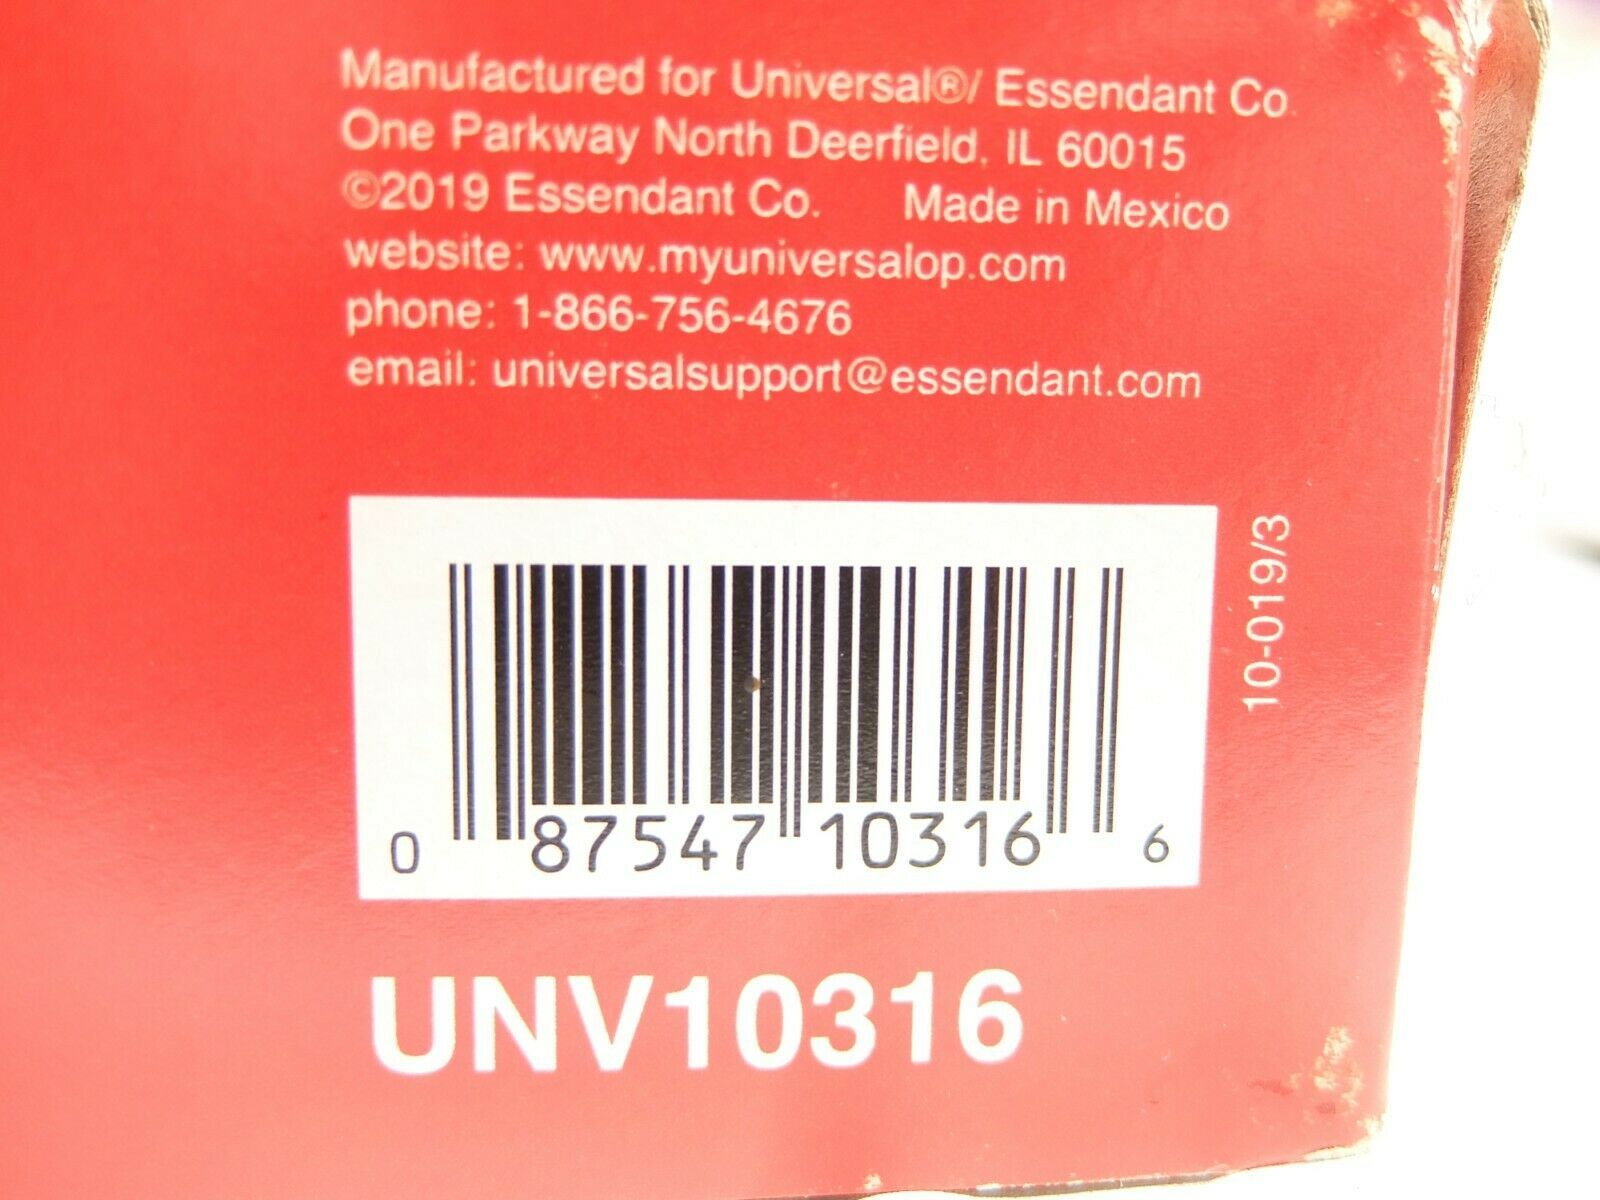 Manufactured for Universal®/ Essendant Co.
One Parkway North Deerfield, IL 60015
©2019 Essendant Co. Made in Mexico
website: www.myuniversalop.com
phone: 1-866-756-4676
email: universalsupport@essendant.com
10-019/3
0 87547 10316 6
UNV10316